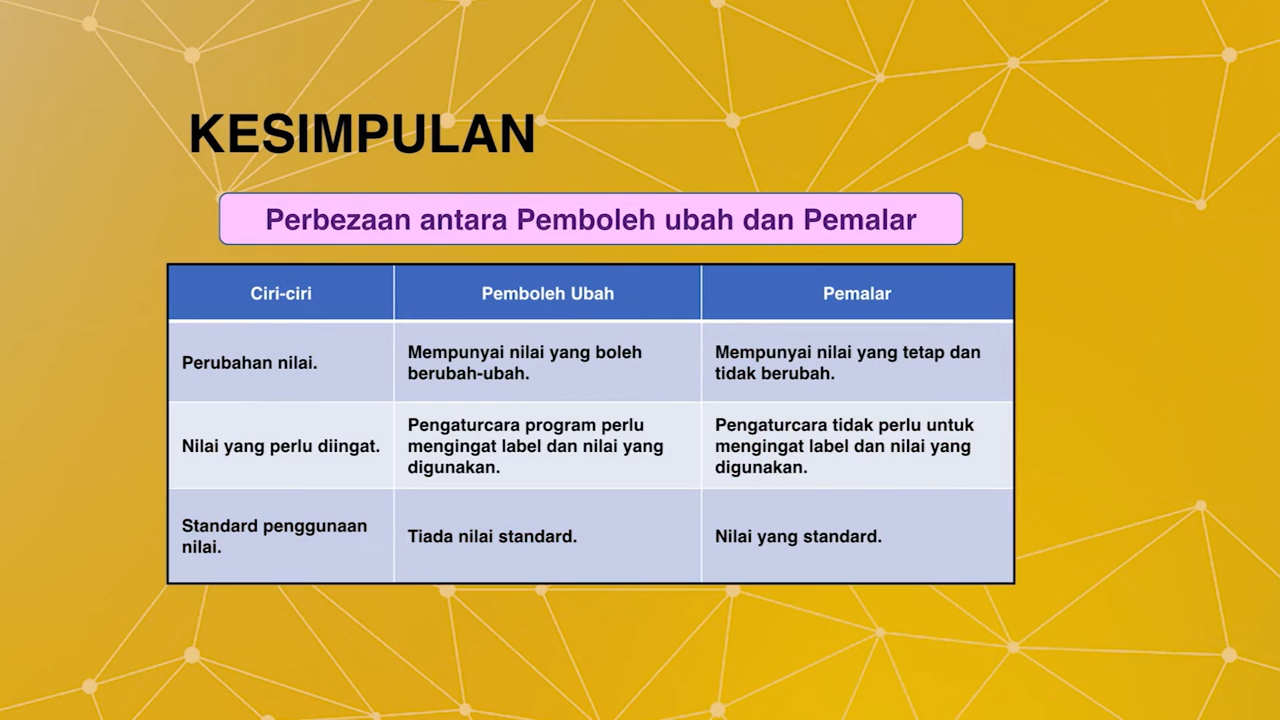 KESIMPULAN
Perbezaan antara Pemboleh ubah dan Pemalar
Ciri-ciri
Pemboleh Ubah
Pemalar
Perubahan nilai.
Mempunyai nilai yang boleh
berubah-ubah.
Mempunyai nilai yang tetap dan
tidak berubah.
Nilai yang perlu diingat.
Pengaturcara program perlu
mengingat label dan nilai yang
digunakan.
Pengaturcara tidak perlu untuk
mengingat label dan nilai yang
digunakan.
Standard penggunaan
nilai.
Tiada nilai standard.
Nilai yang standard.